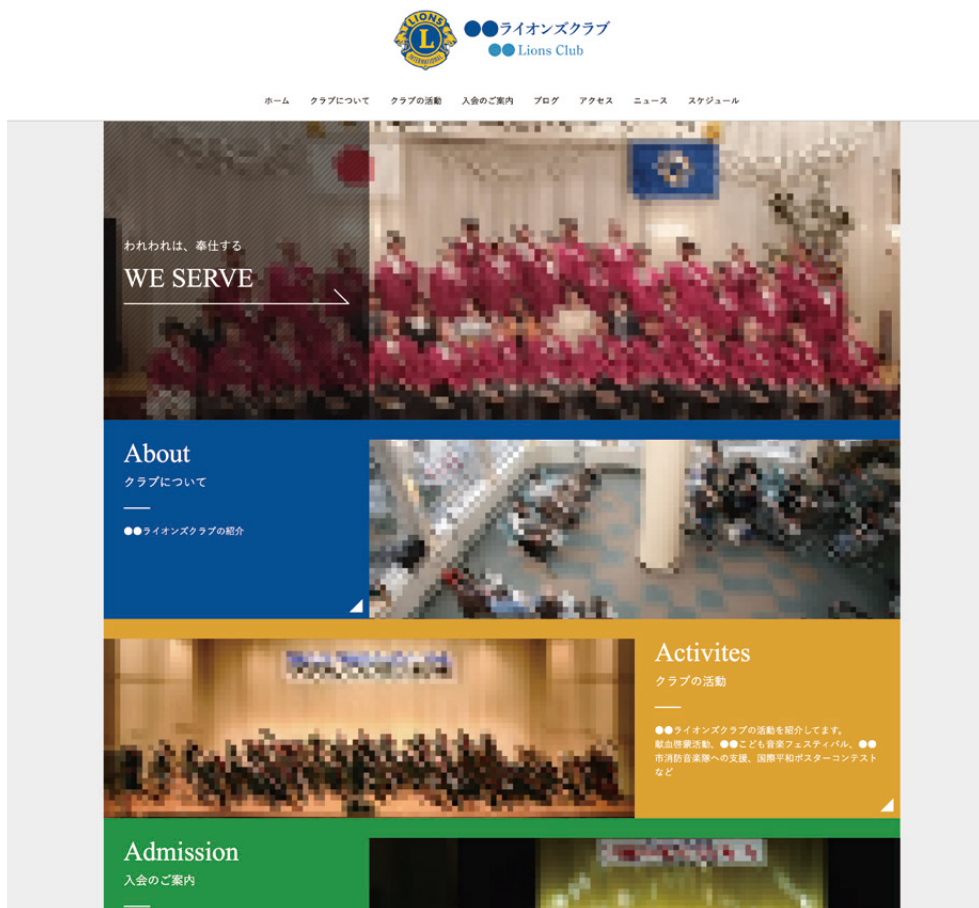 LIONS
L
INTERNATIONAL
●●ライオンズクラブ
●● Lions Club
ホーム クラブについて クラブの活動 入会のご案内 ブログ アクセス ニュース スケジュール
われわれは、奉仕する
WE SERVE
About
クラブについて
●●ライオンズクラブの紹介
Activites
クラブの活動
●●ライオンズクラブの活動を紹介してます。
献血啓蒙活動、●●こども音楽フェスティバル、●●
市消防音楽隊への支援、国際平和ポスターコンテスト
など
Admission
入会のご案内